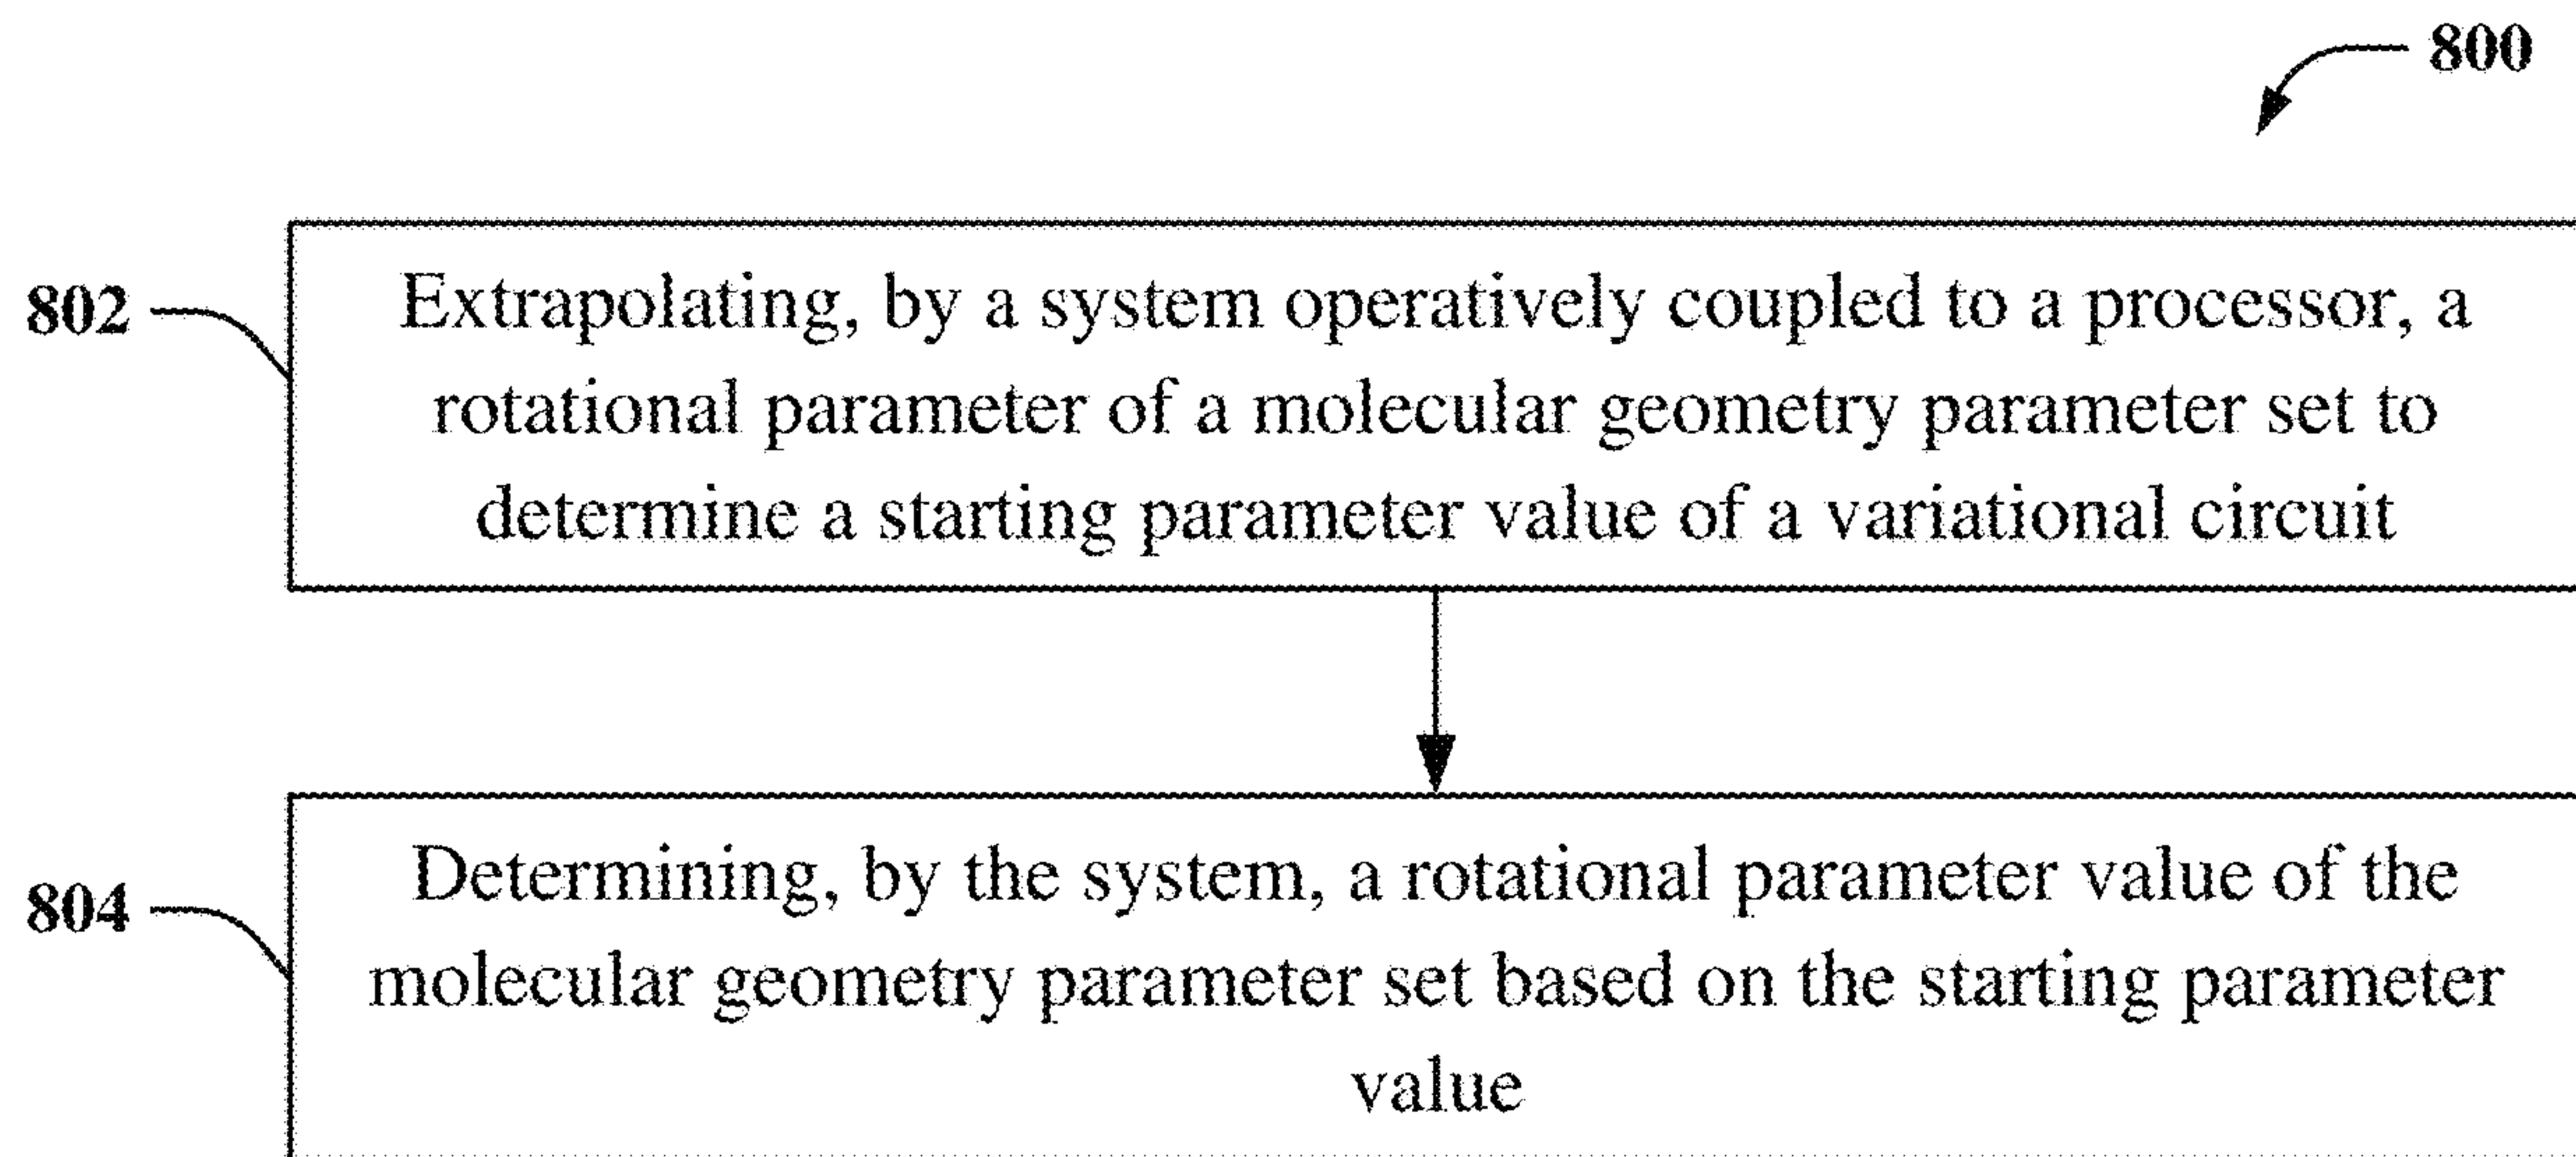 800
802
Extrapolating, by a system operatively coupled to a processor, a
rotational parameter of a molecular geometry parameter set to
determine a starting parameter value of a variational circuit
804
Determining, by the system, a rotational parameter value of the
molecular geometry parameter set based on the starting parameter
value